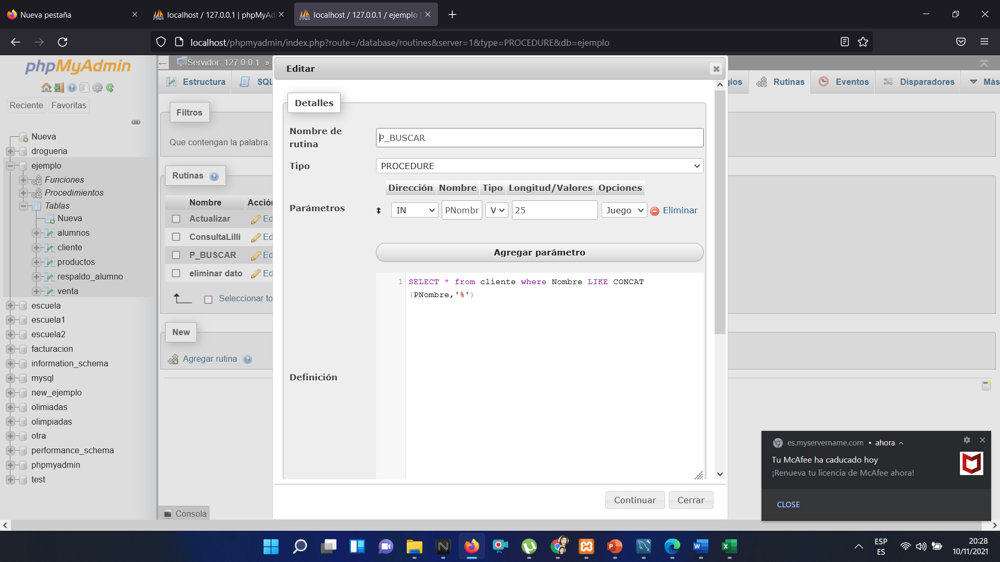 Nueva pestaña
localhost / 127.0.0.1 | phpMyAd
localhost / 127.0.0.1 / ejemplo |
localhost/phpmyadmin/index.php?route=/database/routines&server=1&type=PROCEDURE&db=ejemplo
phpMyAdmin
Reciente
Favoritas
Nueva
drogueria
ejemplo
Funciones
Procedimientos
Tablas
Nueva
alumnos
cliente
productos
respaldo_alumno
venta
escuela
escuela1
escuela2
facturacion
information_schema
mysql
new_ejemplo
olimiadas
olimpiadas
otra
performance_schema
phpmyadmin
test
Servidor: 127.0.0.1 »
Estructura
SQL
gios
Rutinas
Eventos
Disparadores
Más
Filtros
Que contengan la palabra:
Rutinas
Nombre
Acción
Actualizar
Ed
ConsultaLilli
Ed
P_BUSCAR
Ed
eliminar dato
Ed
Seleccionar to
New
Agregar rutina
Consola
Editar
Detalles
Nombre de
rutina
P_BUSCAR
Tipo
PROCEDURE
Dirección Nombre Tipo Longitud/Valores Opciones
Parámetros
IN
PNombr
V
25
Juego
Eliminar
Agregar parámetro
Definición
1
SELECT * from cliente where Nombre LIKE CONCAT
(PNombre,'%')
Continuar
Cerrar
es.myservername.com • ahora
Tu McAfee ha caducado hoy
¡Renueva tu licencia de McAfee ahora!
CLOSE
ESP
ES
20:28
10/11/2021